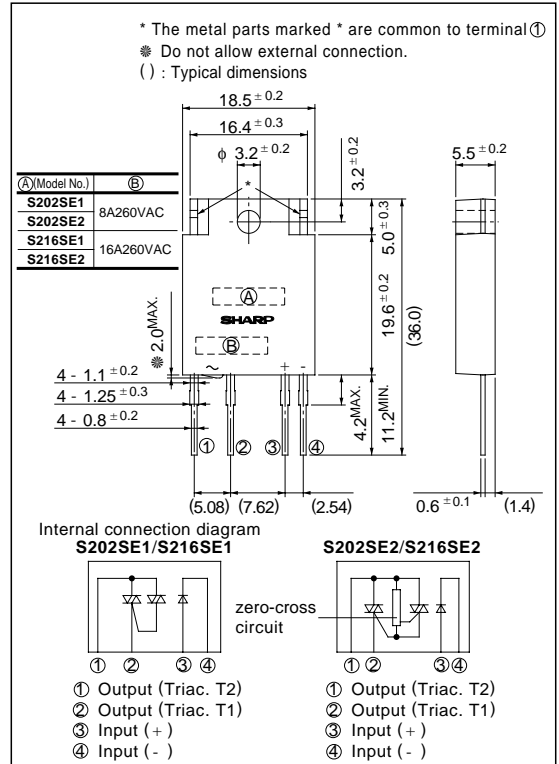 * The metal parts marked * are common to terminal①
❋ Do not allow external connection.
( ) : Typical dimensions
18.5 ± 0.2
16.4 ± 0.3
φ 3.2 ± 0.2
3.2 ± 0.2
5.5 ± 0.2
Ⓐ(Model No.) Ⓑ
S202SE1
S202SE2
8A260VAC
S216SE1
S216SE2
16A260VAC
*
5.0 ± 0.3
19.6 ± 0.2
(36.0)
Ⓐ
SHARP
Ⓑ
❋ 2.0MAX.
~ + -
4 - 1.1 ± 0.2
4 - 1.25 ± 0.3
4 - 0.8 ± 0.2
4.2MAX.
11.2MIN.
① ② ③ ④
(5.08) (7.62) (2.54)
0.6 ± 0.1 (1.4)
Internal connection diagram
S202SE1/S216SE1
S202SE2/S216SE2
zero-cross
circuit
① ② ③ ④
① Output (Triac. T2)
② Output (Triac. T1)
③ Input (+)
④ Input (-)
① ② ③ ④
① Output (Triac. T2)
② Output (Triac. T1)
③ Input (+)
④ Input (-)